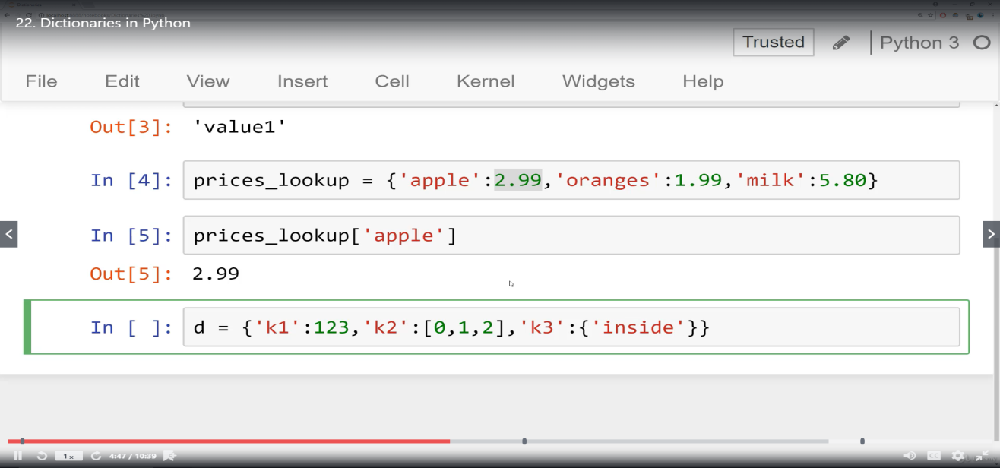 22. Dictionaries in Python
Trusted
Python 3
File Edit View Insert Cell Kernel Widgets Help
Out[3]: 'value1'
In [4]: prices_lookup = {'apple':2.99,'oranges':1.99,'milk':5.80}
In [5]: prices_lookup['apple']
Out[5]: 2.99
In [ ]: d = {'k1':123,'k2':[0,1,2],'k3':{'inside'}}
1x
4:47 / 10:39
CC